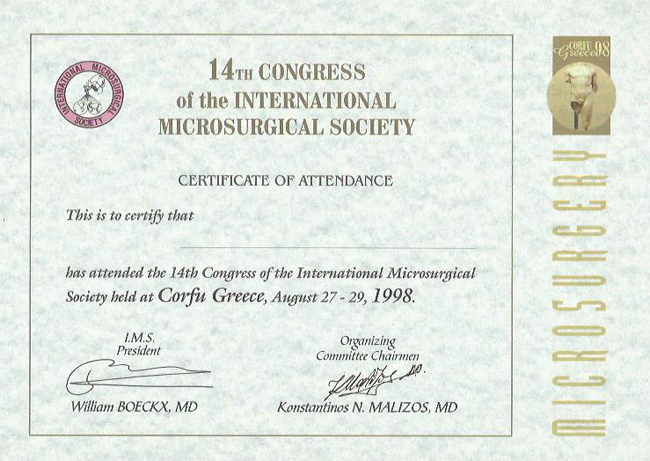 14TH CONGRESS
of the INTERNATIONAL
MICROSURGICAL SOCIETY
INTERNATIONAL MICROSURGICAL SOCIETY
CORFU
Greece 98
CERTIFICATE OF ATTENDANCE
This is to certify that
has attended the 14th Congress of the International Microsurgical
Society held at Corfu Greece, August 27 - 29, 1998.
I.M.S.
President
William BOECKX, MD
Organizing
Committee Chairmen
Konstantinos N. MALIZOS, MD
MICROSURGERY